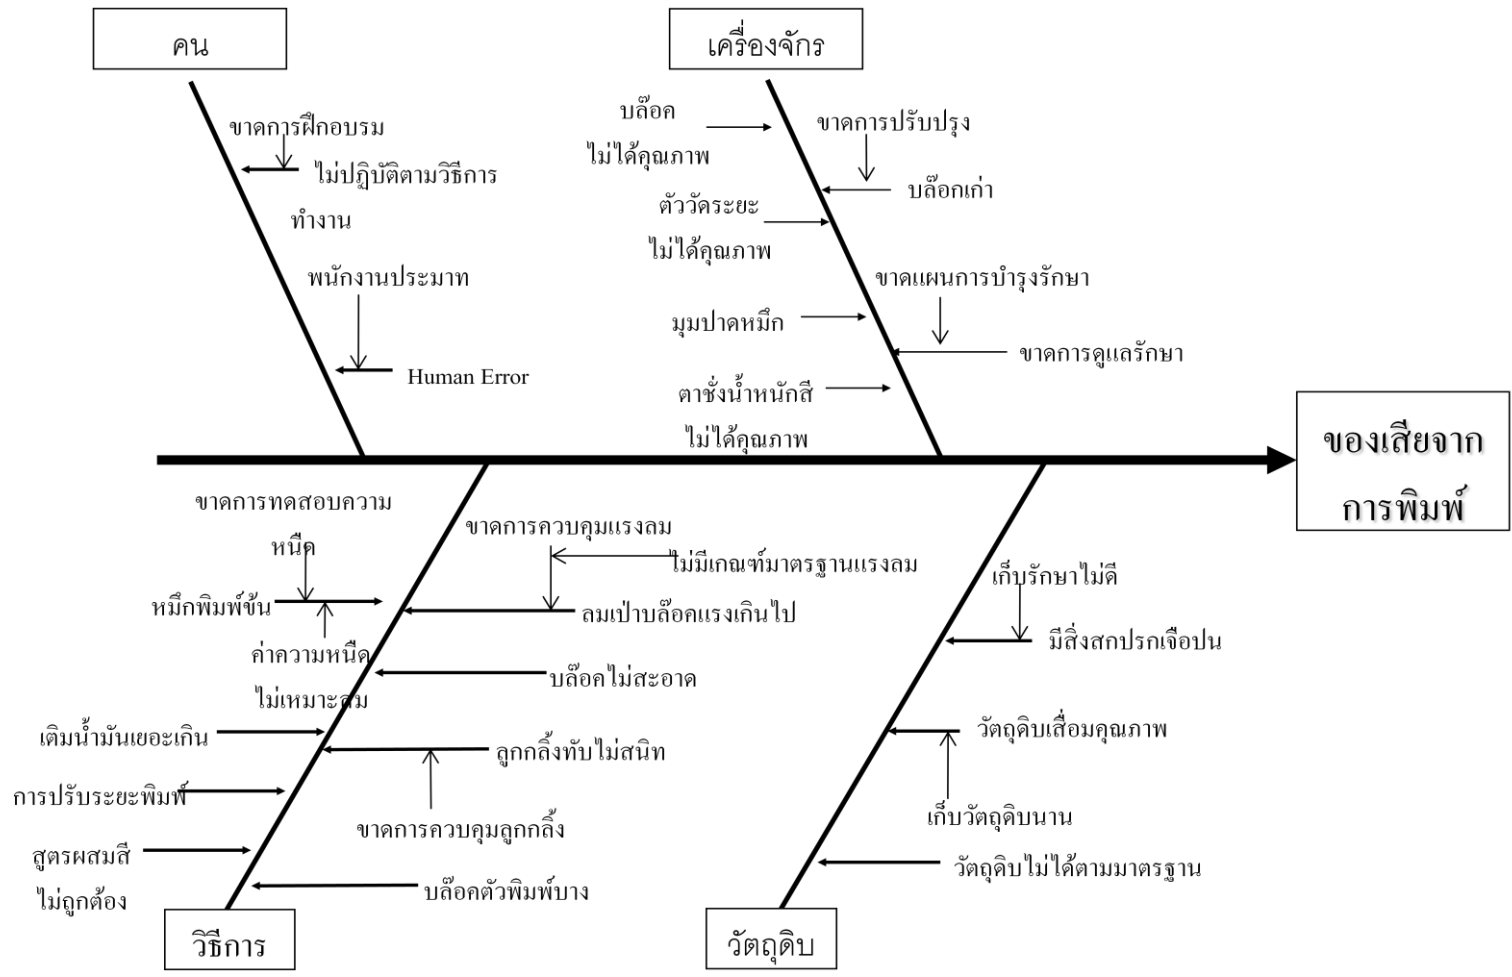 คน
เครื่องจักร
ขาดการฝึกอบรม
ไม่ปฏิบัติตามวิธีการ
ทำงาน
พนักงานประมาท
Human Error
บล๊อค
ไม่ได้คุณภาพ
ขาดการปรับปรุง
บล๊อกเก่า
ตัววัดระยะ
ไม่ได้คุณภาพ
ขาดแผนการบำรุงรักษา
มุมปาดหมึก
ขาดการดูแลรักษา
ตาชั่งน้ำหนักสี
ไม่ได้คุณภาพ
ของเสียจาก
การพิมพ์
ขาดการทดสอบความ
หนืด
หมึกพิมพ์ข้น
ค่าความหนืด
ไม่เหมาะสม
ขาดการควบคุมแรงลม
ไม่มีเกณฑ์มาตรฐานแรงลม
ลมเป่าบล๊อคแรงเกินไป
บล๊อคไม่สะอาด
เติมน้ำมันเยอะเกิน
ลูกกลิ้งทับไม่สนิท
การปรับระยะพิมพ์
ขาดการควบคุมลูกกลิ้ง
สูตรผสมสี
ไม่ถูกต้อง
บล๊อคตัวพิมพ์บาง
วิธีการ
เก็บรักษาไม่ดี
มีสิ่งสกปรกเจือปน
วัตถุดิบเสื่อมคุณภาพ
เก็บวัตถุดิบนาน
วัตถุดิบไม่ได้ตามมาตรฐาน
วัตถุดิบ